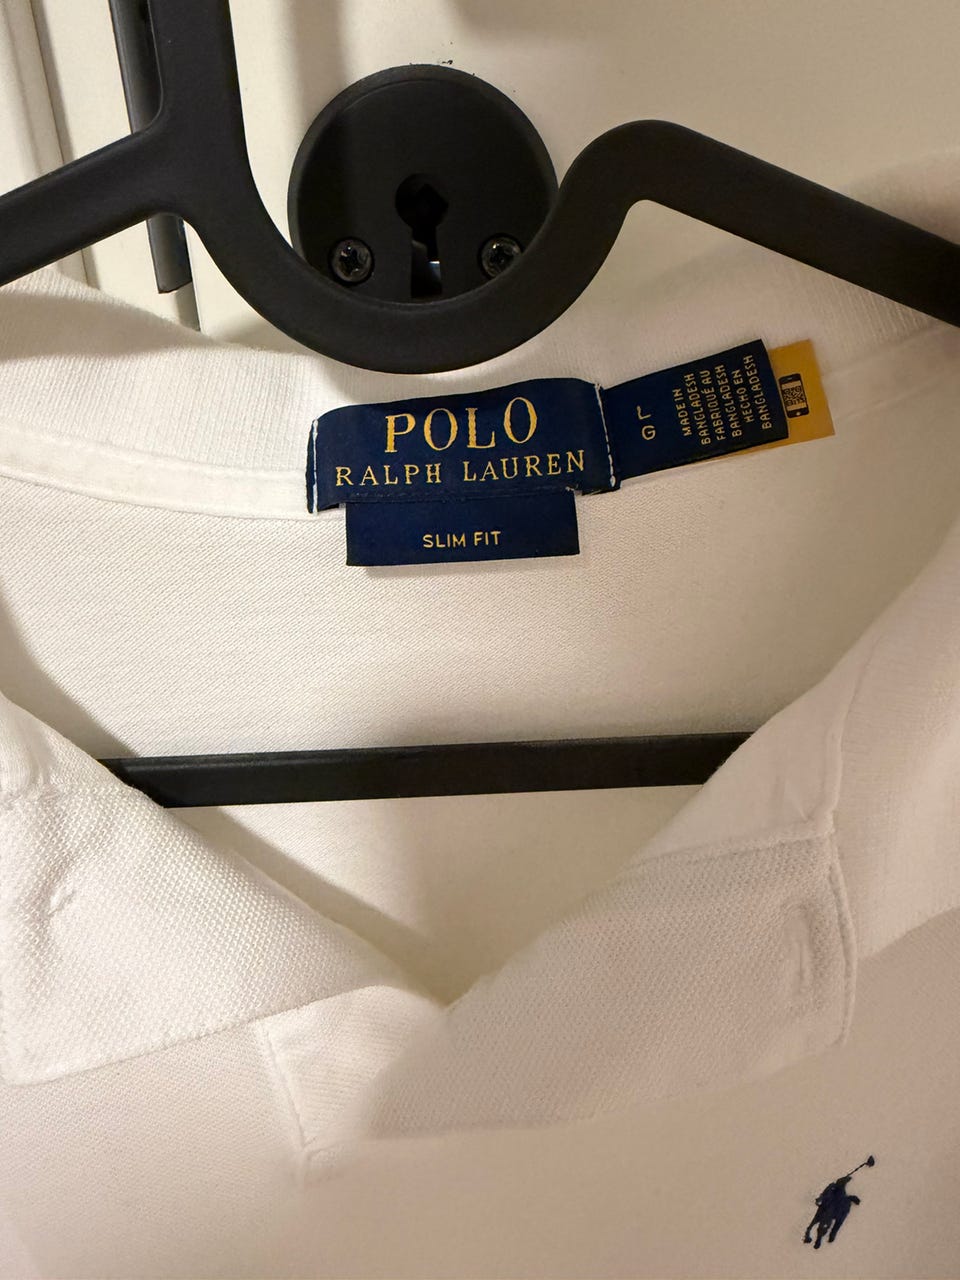 POLO
RALPH LAUREN
SLIM FIT
L
G
MADE IN
BANGLADESH
FABRIQUÉ AU
BANGLADESH
HECHO EN
BANGLADESH